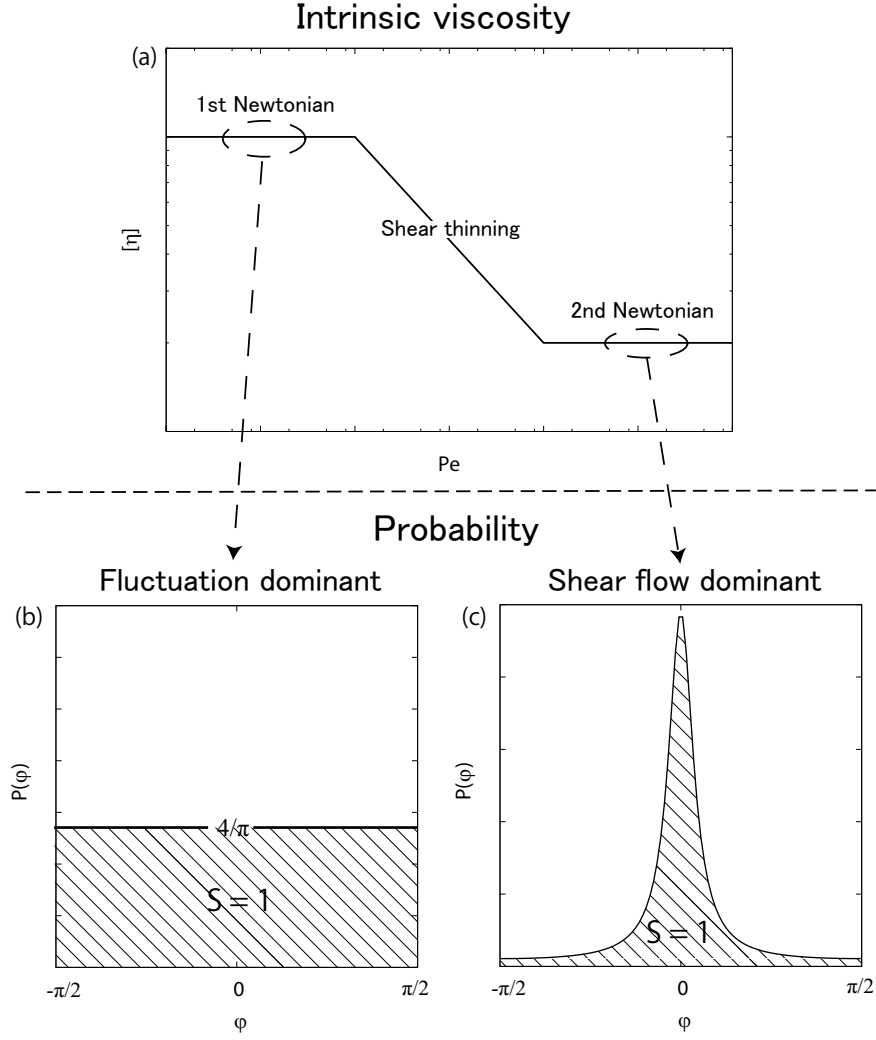 Intrinsic viscosity
(a)
1st Newtonian
Shear thinning
[η]
2nd Newtonian
Pe
Probability
Fluctuation dominant
Shear flow dominant
(b)
(c)
P(φ)
4/π
S = 1
-π/2
0
π/2
φ
P(φ)
S = 1
-π/2
0
π/2
φ